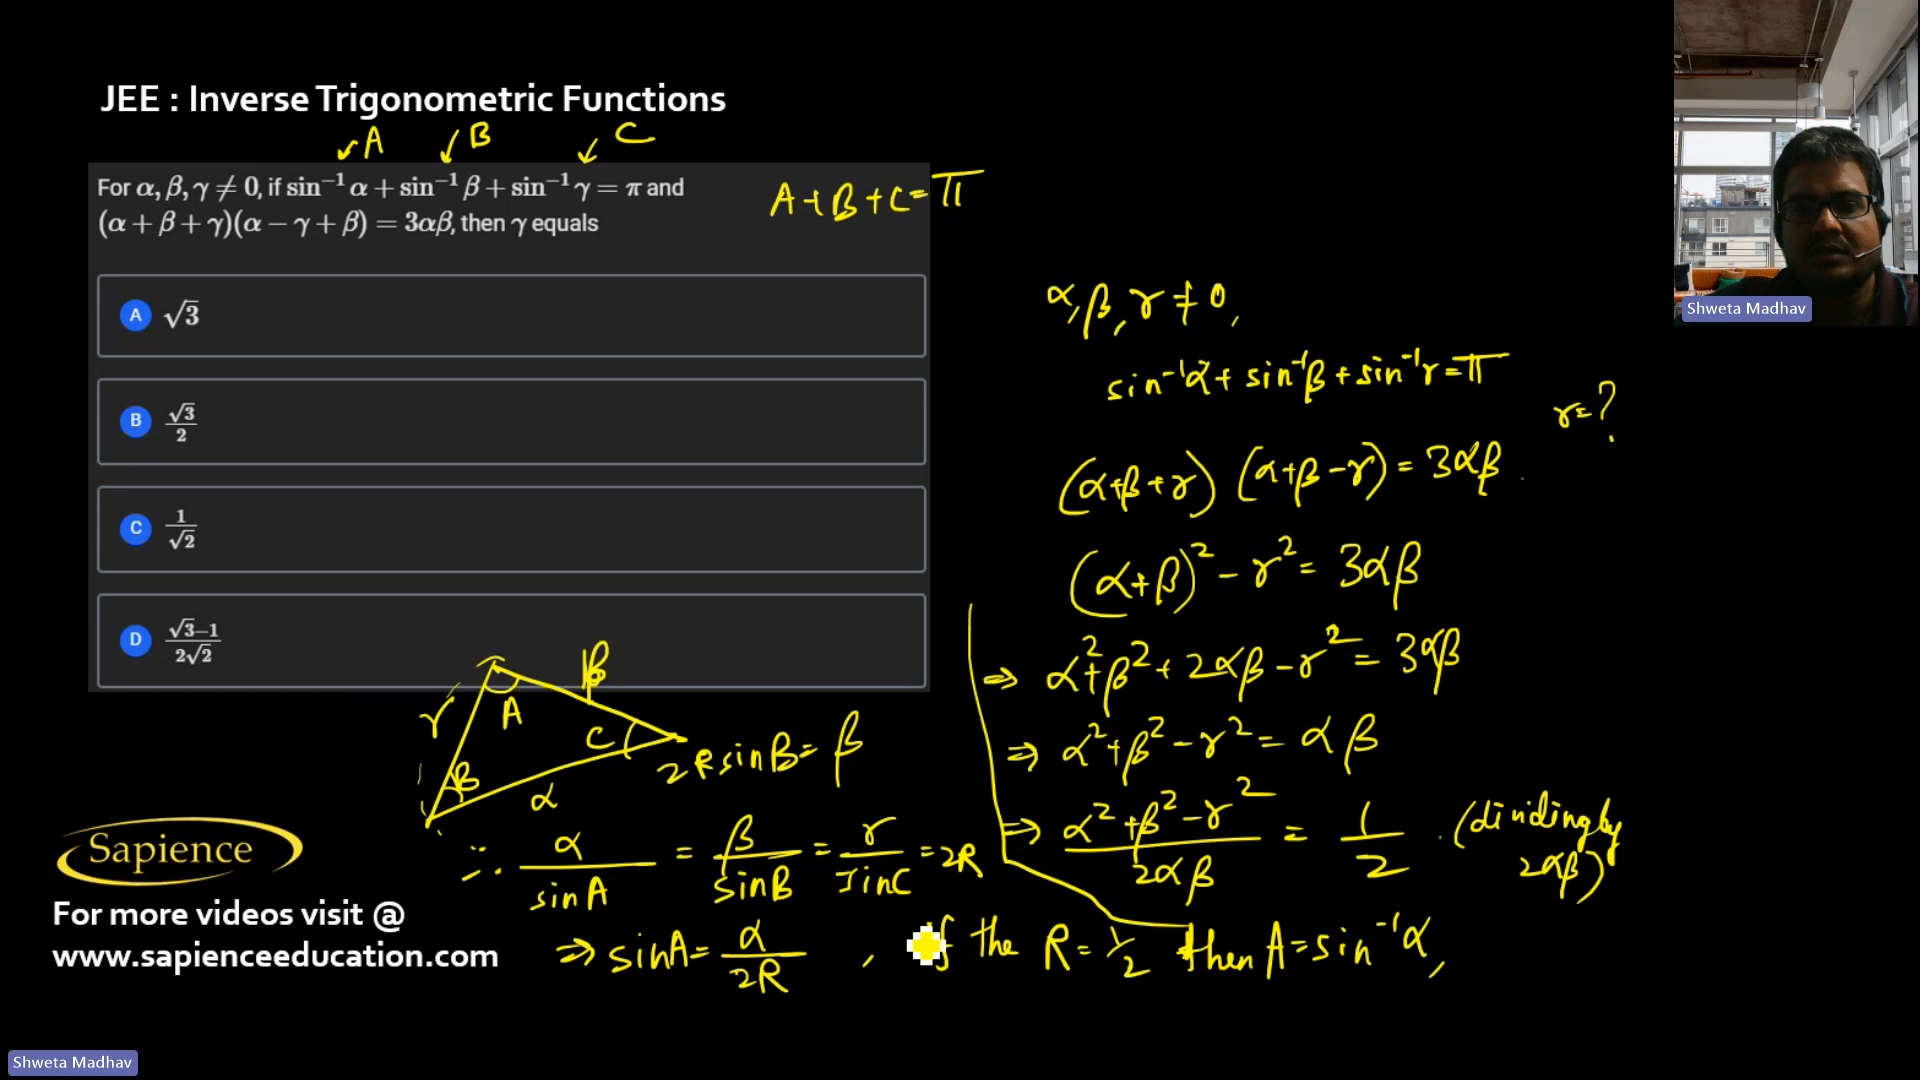 JEE : Inverse Trigonometric Functions
A B C
For α, β, γ ≠ 0, if sin⁻¹ α + sin⁻¹ β + sin⁻¹ γ = π and
(α + β + γ)(α − γ + β) = 3αβ, then γ equals
A+B+C=π
A √3
B √3/2
C 1/√2
D √3−1/2√2
α, β, γ ≠ 0,
sin⁻¹α + sin⁻¹β + sin⁻¹γ = π
γ = ?
(α+β+γ) (α+β−γ) = 3αβ
(α+β)² − γ² = 3αβ
⇒ α²+β²+2αβ−γ² = 3αβ
⇒ α²+β²−γ² = αβ
⇒ α²+β²−γ²/2αβ = 1/2 . (dividing by 2αβ)
γ A β
B α C
2R sinB = β
∴ α/sinA = β/sinB = γ/sinC = 2R
⇒ sinA = α/2R , if the R = 1/2 then A = sin⁻¹α,
Sapience
For more videos visit @
www.sapienceeducation.com
Shweta Madhav
Shweta Madhav